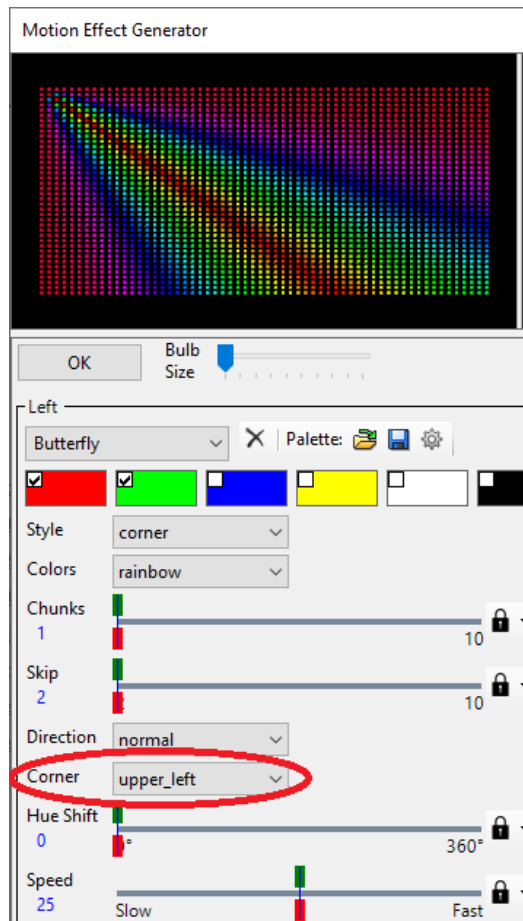 Motion Effect Generator
OK
Bulb
Size
Left
Butterfly
Palette:
Style
corner
Colors
rainbow
Chunks
1
10
Skip
2
10
Direction
normal
Corner
upper_left
Hue Shift
0
360°
Speed
25
Slow
Fast